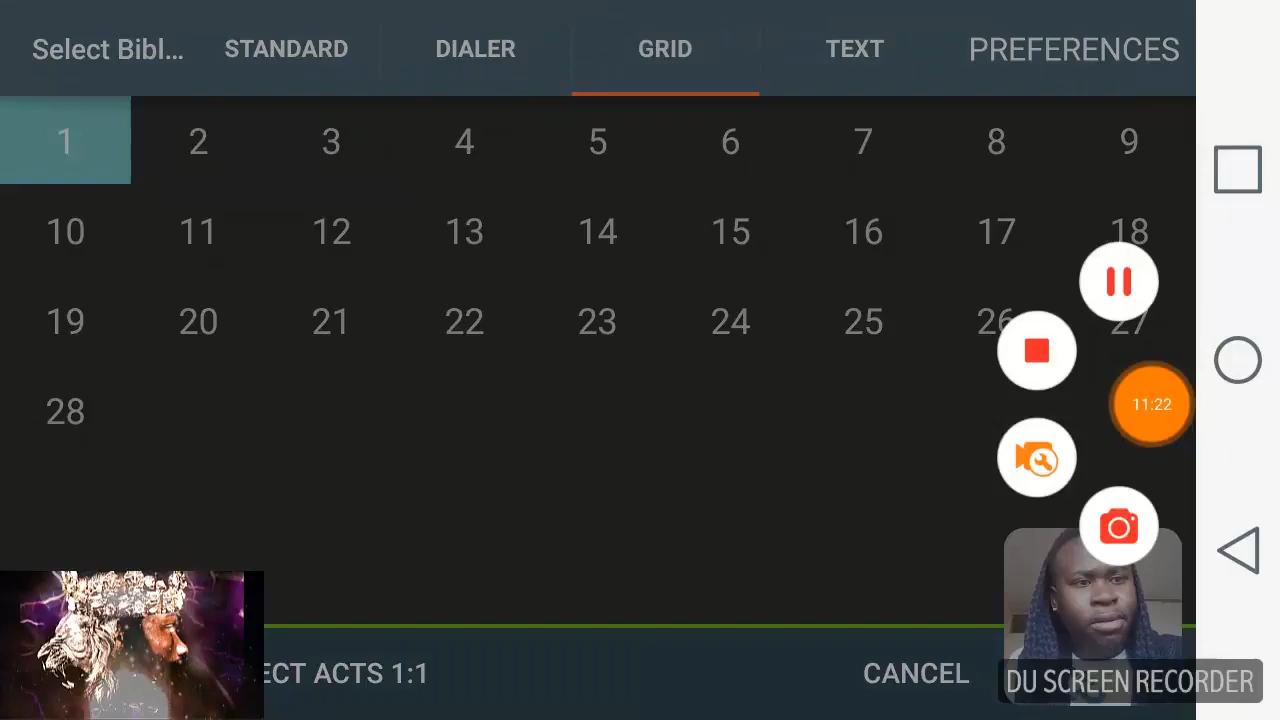 Select Bibl... STANDARD DIALER GRID TEXT PREFERENCES
1 2 3 4 5 6 7 8 9
10 11 12 13 14 15 16 17 18
19 20 21 22 23 24 25 26 27
11:22
28
ECT ACTS 1:1 CANCEL
DU SCREEN RECORDER